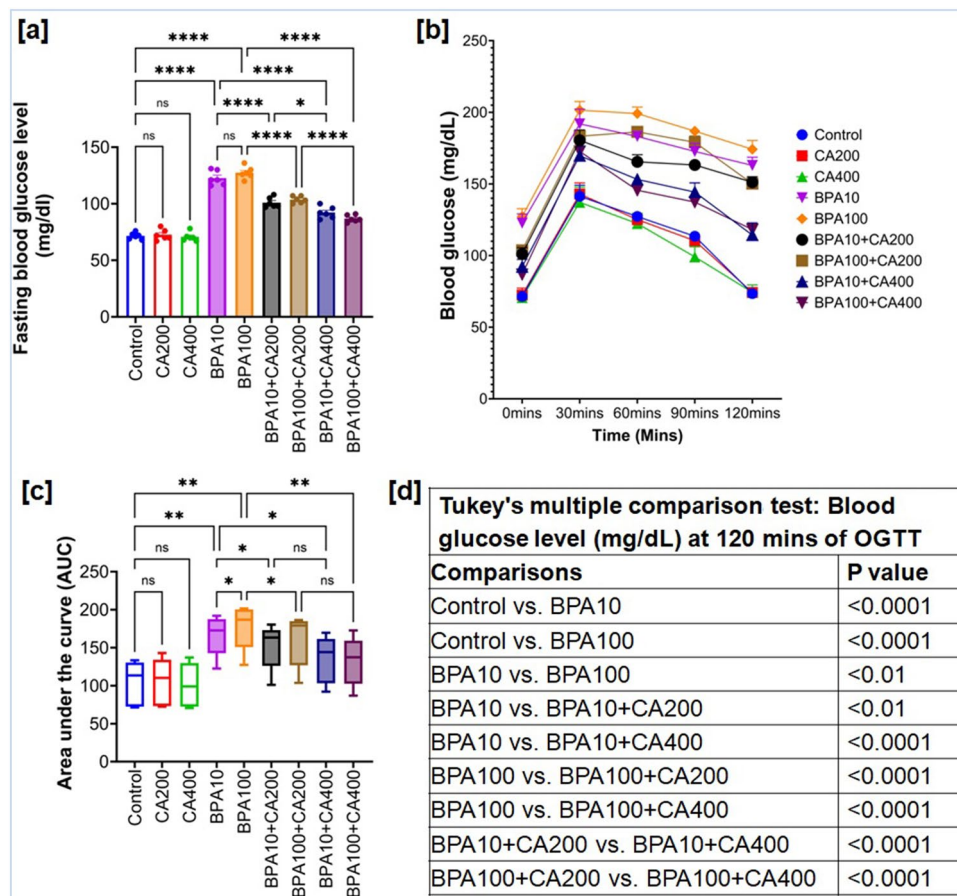 [a]
****
****
****
****
ns
****
*
ns
ns
****
****
Fasting blood glucose level
(mg/dl)
150
100
50
0
Control
CA200
CA400
BPA10
BPA100
BPA10+CA200
BPA100+CA200
BPA10+CA400
BPA100+CA400
[b]
Blood glucose (mg/dL)
250
200
150
100
50
0
0mins
30mins
60mins
90mins
120mins
Time (Mins)
Control
CA200
CA400
BPA10
BPA100
BPA10+CA200
BPA100+CA200
BPA10+CA400
BPA100+CA400
[c]
**
**
**
*
ns
*
ns
ns
*
*
ns
Area under the curve (AUC)
250
200
150
100
50
0
Control
CA200
CA400
BPA10
BPA100
BPA10+CA200
BPA100+CA200
BPA10+CA400
BPA100+CA400
[d]
Tukey's multiple comparison test: Blood
glucose level (mg/dL) at 120 mins of OGTT
Comparisons P value
Control vs. BPA10 <0.0001
Control vs. BPA100 <0.0001
BPA10 vs. BPA100 <0.01
BPA10 vs. BPA10+CA200 <0.01
BPA10 vs. BPA10+CA400 <0.0001
BPA100 vs. BPA100+CA200 <0.0001
BPA100 vs. BPA100+CA400 <0.0001
BPA10+CA200 vs. BPA10+CA400 <0.0001
BPA100+CA200 vs. BPA100+CA400 <0.0001